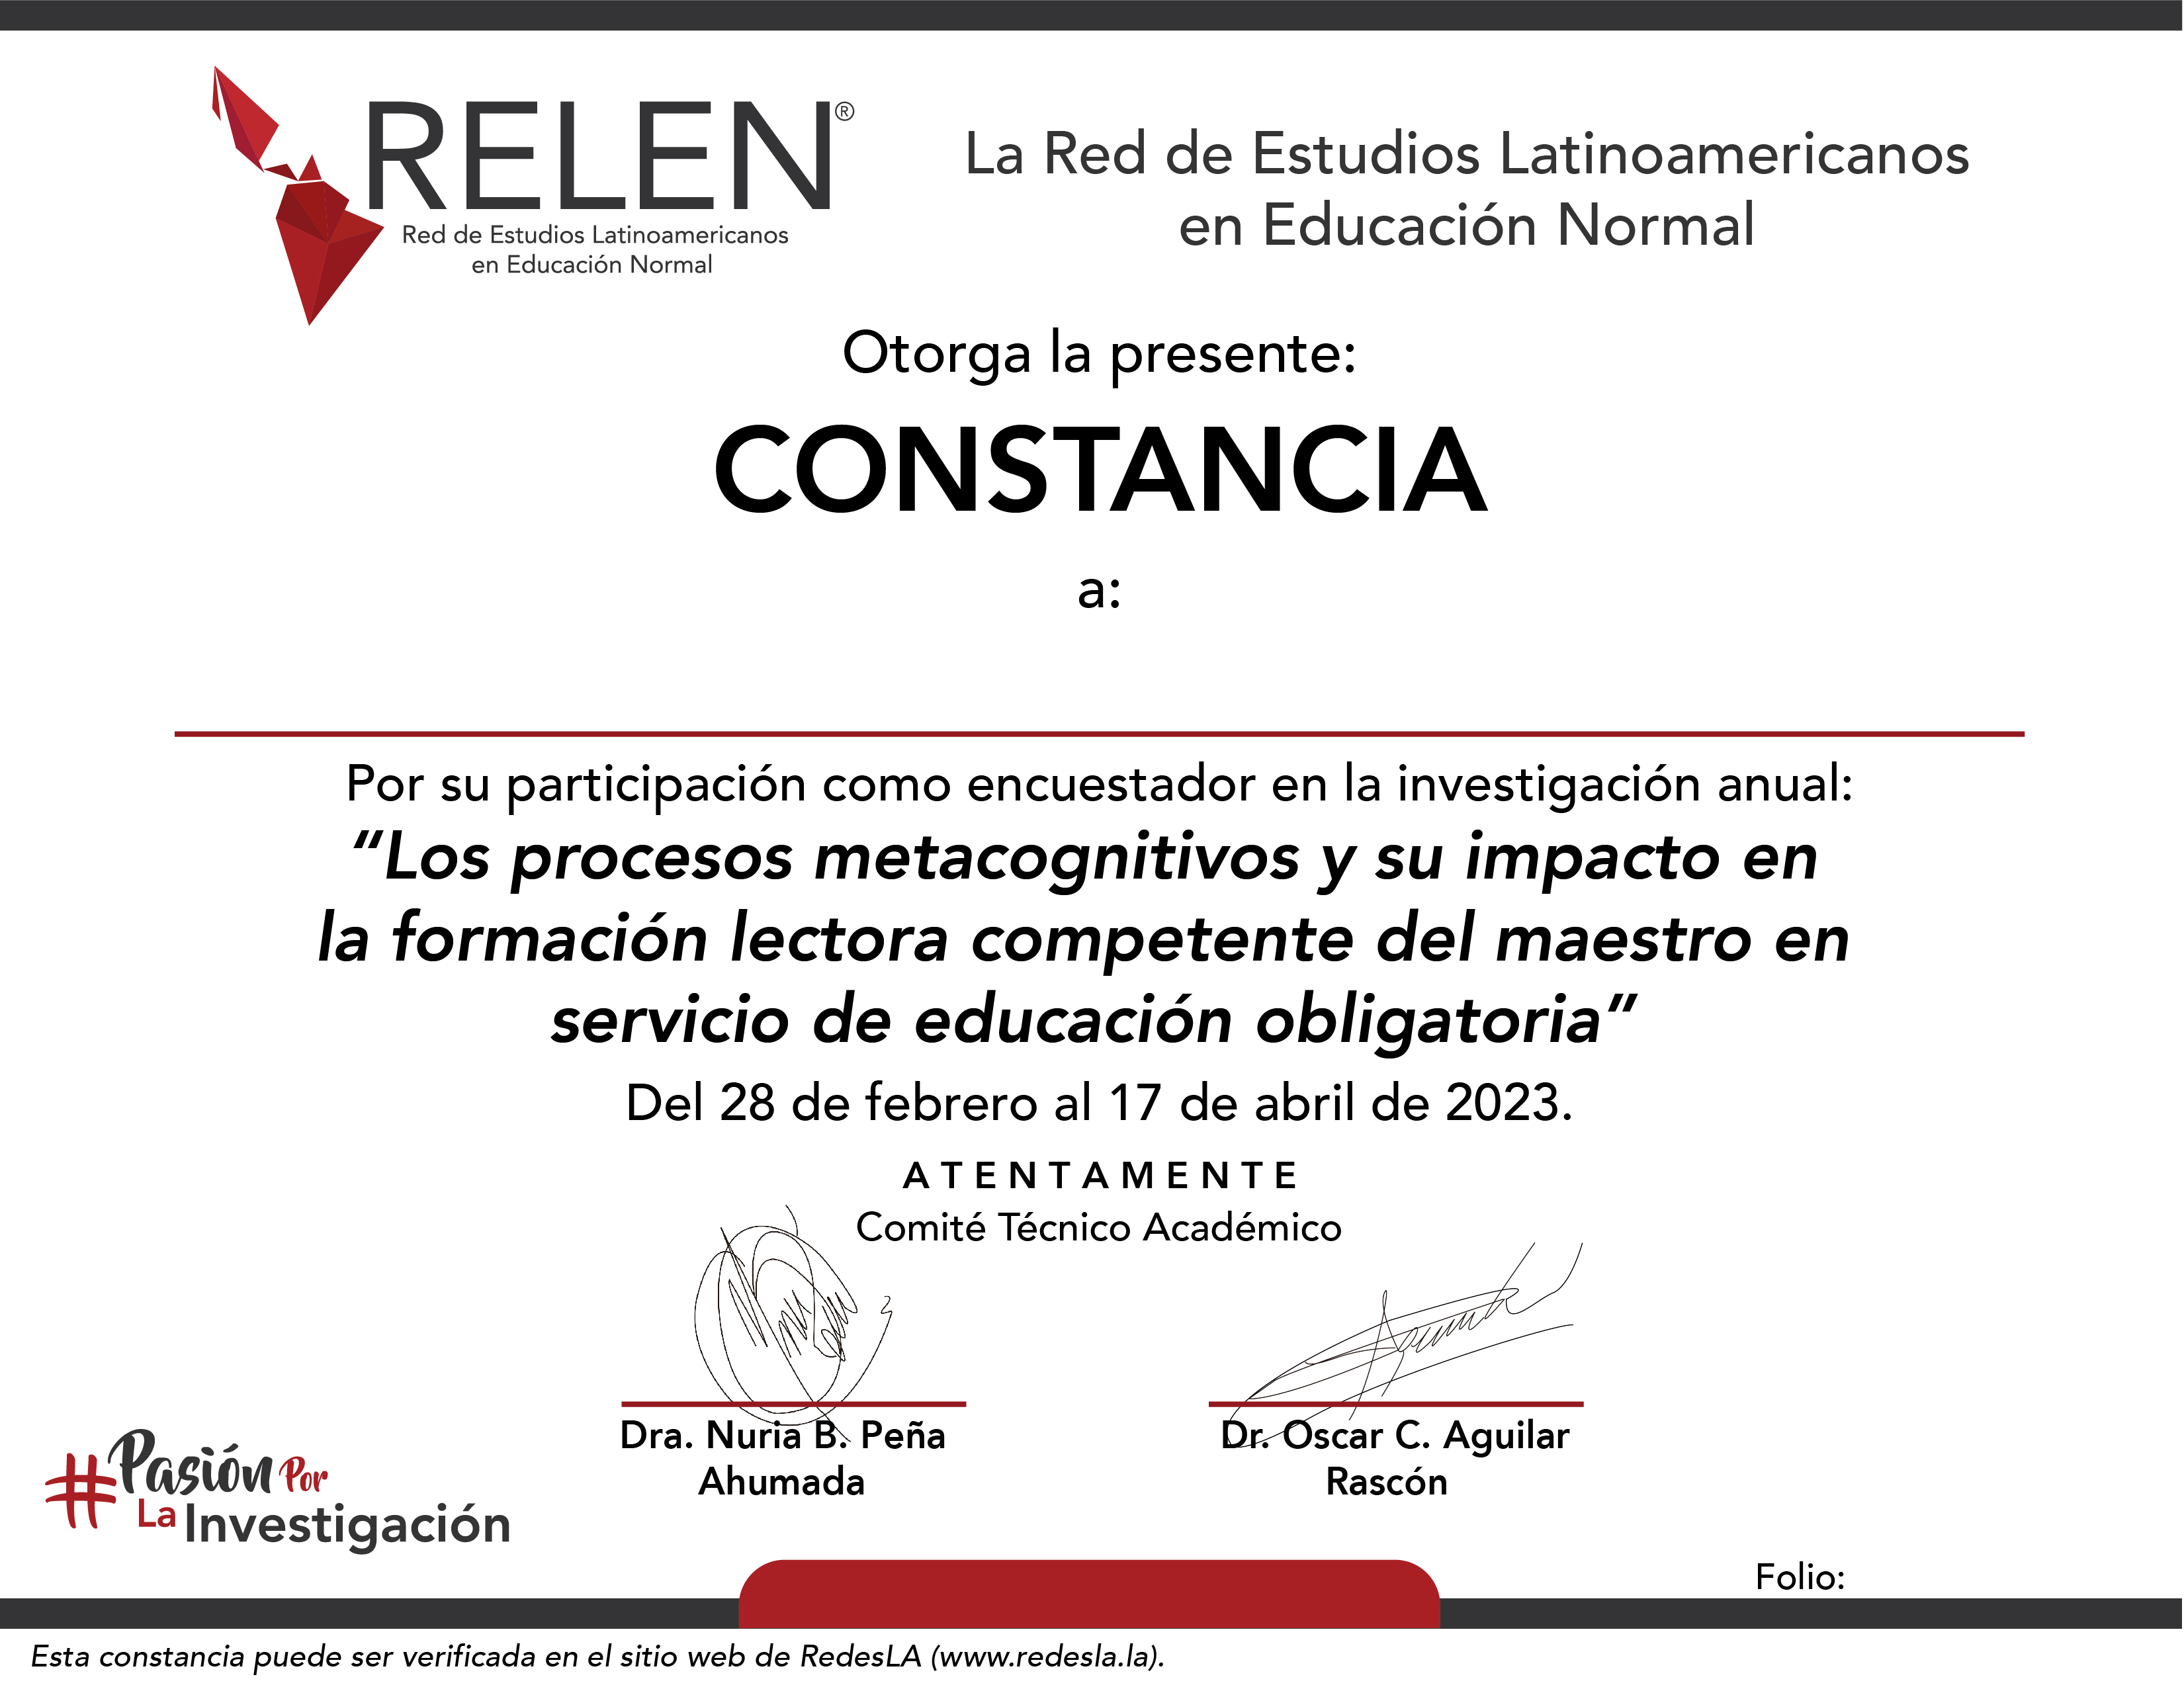 RELEN®
Red de Estudios Latinoamericanos
en Educación Normal
La Red de Estudios Latinoamericanos
en Educación Normal
Otorga la presente:
CONSTANCIA
a:
Por su participación como encuestador en la investigación anual:
“Los procesos metacognitivos y su impacto en
la formación lectora competente del maestro en
servicio de educación obligatoria”
Del 28 de febrero al 17 de abril de 2023.
ATENTAMENTE
Comité Técnico Académico
Dra. Nuria B. Peña
Ahumada
Dr. Oscar C. Aguilar
Rascón
#Pasión Por
La Investigación
Folio:
Esta constancia puede ser verificada en el sitio web de RedesLA (www.redesla.la).